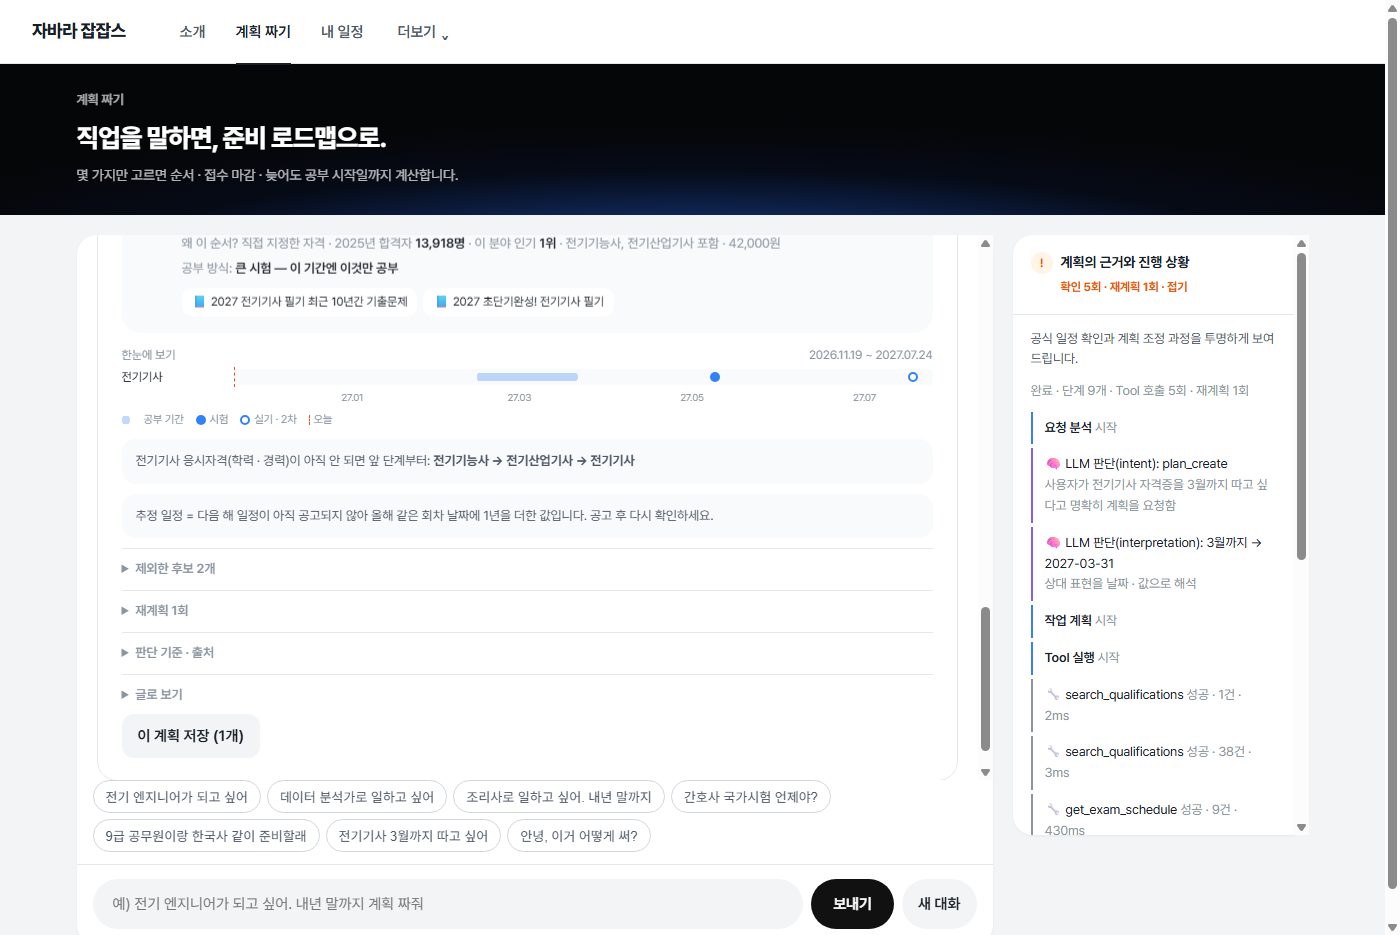 자바라 잡잡스
소개
계획 짜기
내 일정
더보기
계획 짜기
직업을 말하면, 준비 로드맵으로.
몇 가지만 고르면 순서 · 접수 마감 · 늦어도 공부 시작일까지 계산합니다.
왜 이 순서? 직접 지정한 자격 · 2025년 합격자 13,918명 · 이 분야 인기 1위 · 전기기능사, 전기산업기사 포함 · 42,000원
공부 방식: 큰 시험 — 이 기간엔 이것만 공부
2027 전기기사 필기 최근 10년간 기출문제
2027 초단기완성! 전기기사 필기
한눈에 보기
2026.11.19 ~ 2027.07.24
전기기사
27.01
27.03
27.05
27.07
공부 기간
시험
실기 · 2차
오늘
전기기사 응시자격(학력 · 경력)이 아직 안 되면 앞 단계부터: 전기기능사 → 전기산업기사 → 전기기사
추정 일정 = 다음 해 일정이 아직 공고되지 않아 올해 같은 회차 날짜에 1년을 더한 값입니다. 공고 후 다시 확인하세요.
▶ 제외한 후보 2개
▶ 재계획 1회
▶ 판단 기준 · 출처
▶ 글로 보기
이 계획 저장 (1개)
전기 엔지니어가 되고 싶어
데이터 분석가로 일하고 싶어
조리사로 일하고 싶어. 내년 말까지
간호사 국가시험 언제야?
9급 공무원이랑 한국사 같이 준비할래
전기기사 3월까지 따고 싶어
안녕, 이거 어떻게 써?
예) 전기 엔지니어가 되고 싶어. 내년 말까지 계획 짜줘
보내기
새 대화
!
계획의 근거와 진행 상황
확인 5회 · 재계획 1회 · 접기
공식 일정 확인과 계획 조정 과정을 투명하게 보여
드립니다.
완료 · 단계 9개 · Tool 호출 5회 · 재계획 1회
요청 분석 시작
LLM 판단(intent): plan_create
사용자가 전기기사 자격증을 3월까지 따고 싶
다고 명확히 계획을 요청함
LLM 판단(interpretation): 3월까지 →
2027-03-31
상대 표현을 날짜 · 값으로 해석
작업 계획 시작
Tool 실행 시작
search_qualifications 성공 · 1건 ·
2ms
search_qualifications 성공 · 38건 ·
3ms
get_exam_schedule 성공 · 9건 ·
430ms